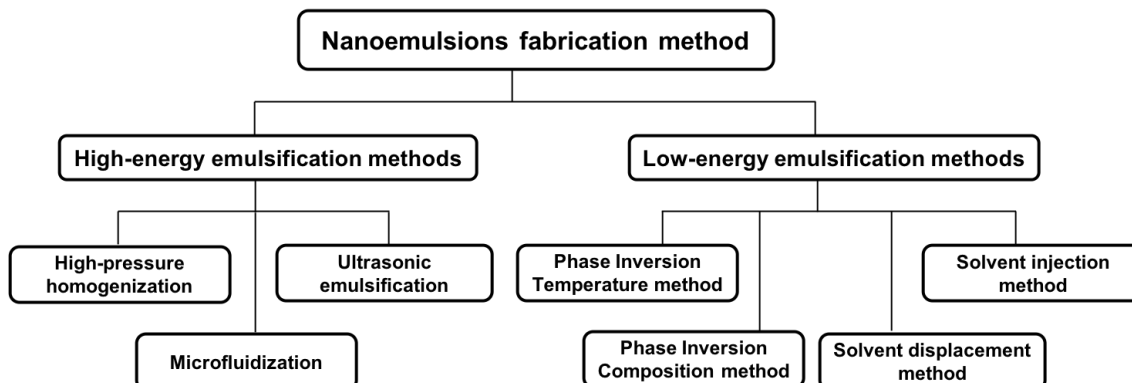 Nanoemulsions fabrication method
High-energy emulsification methods
Low-energy emulsification methods
High-pressure
homogenization
Ultrasonic
emulsification
Microfluidization
Phase Inversion
Temperature method
Solvent injection
method
Phase Inversion
Composition method
Solvent displacement
method